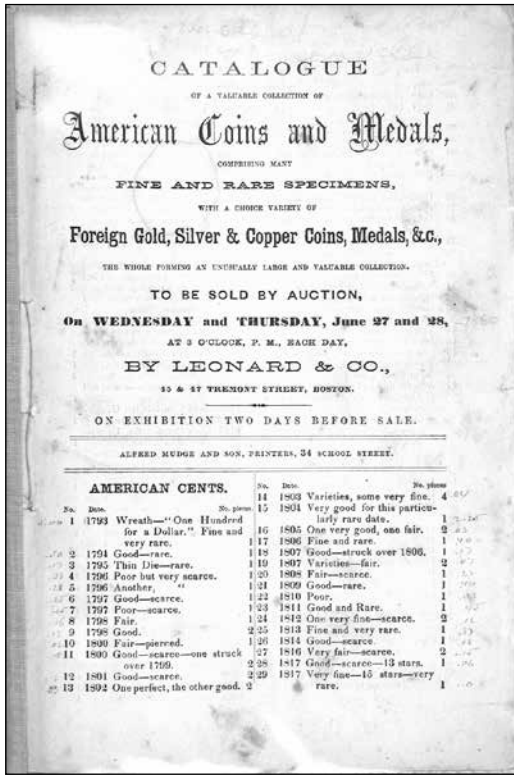 CATALOGUE
OF A VALUABLE COLLECTION OF
American Coins and Medals,
COMPRISING MANY
FINE AND RARE SPECIMENS,
WITH A CHOICE VARIETY OF
Foreign Gold, Silver & Copper Coins, Medals, &c.,
THE WHOLE FORMING AN UNUSUALLY LARGE AND VALUABLE COLLECTION.
TO BE SOLD BY AUCTION,
On WEDNESDAY and THURSDAY, June 27 and 28,
AT 3 O'CLOCK, P. M., EACH DAY,
BY LEONARD & CO.,
45 & 47 TREMONT STREET, BOSTON.
ON EXHIBITION TWO DAYS BEFORE SALE.
ALFRED MUDGE AND SON, PRINTERS, 34 SCHOOL STREET.
AMERICAN CENTS.
No. Date. No. pieces.
1 1793 Wreath—"One Hundred
for a Dollar." Fine and
very rare. 1
2 1794 Good—rare. 1
3 1795 Thin Die—rare. 1
4 1796 Poor but very scarce. 1
5 1796 Another, " 1
6 1797 Good—scarce. 1
7 1797 Poor—scarce. 1
8 1798 Fair. 1
9 1798 Good. 2
10 1800 Fair—pierced. 1
11 1800 Good—scarce—one struck
over 1799. 2
12 1801 Good—scarce. 2
13 1802 One perfect, the other good. 2
No. Date. No. pieces
14 1803 Varieties, some very fine. 4
15 1804 Very good for this particu-
larly rare date. 1
16 1805 One very good, one fair. 2
17 1806 Fine and rare. 1
18 1807 Good—struck over 1806. 1
19 1807 Varieties—fair. 2
20 1808 Fair—scarce. 1
21 1809 Good—rare. 1
22 1810 Poor. 1
23 1811 Good and Rare. 1
24 1812 One very fine—scarce. 2
25 1813 Fine and very rare. 1
26 1814 Good—scarce. 1
27 1816 Very fair—scarce. 2
28 1817 Good—scarce—13 stars. 1
29 1817 Very fine—15 stars—very
rare. 1